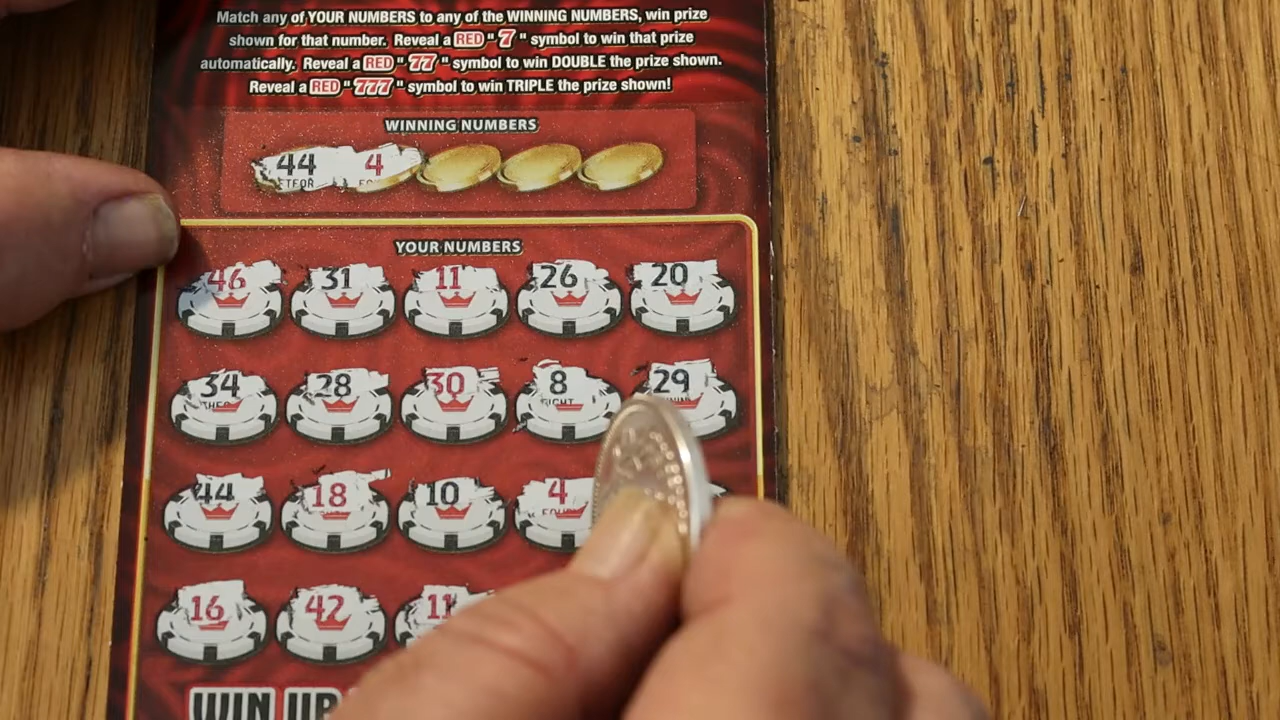 Match any of YOUR NUMBERS to any of the WINNING NUMBERS, win prize
shown for that number. Reveal a RED "7" symbol to win that prize
automatically. Reveal a RED "77" symbol to win DOUBLE the prize shown.
Reveal a RED "777" symbol to win TRIPLE the prize shown!
WINNING NUMBERS
44 4
YOUR NUMBERS
46 31 11 26 20
34 28 30 8 29
44 18 10 4
16 42 11
WIN UP